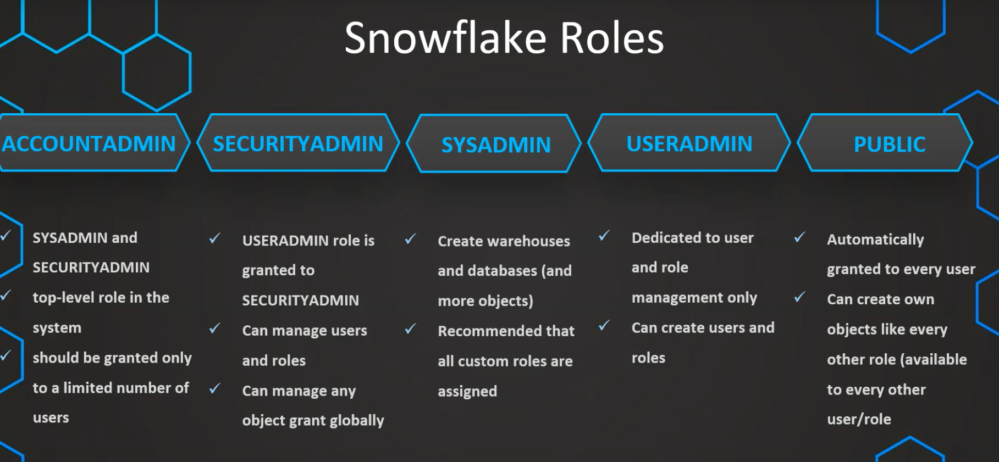 Snowflake Roles
ACCOUNTADMIN
SYSADMIN and
SECURITYADMIN
top-level role in the
system
should be granted only
to a limited number of
users
SECURITYADMIN
USERADMIN role is
granted to
SECURITYADMIN
Can manage users
and roles
Can manage any
object grant globally
SYSADMIN
Create warehouses
and databases (and
more objects)
Recommended that
all custom roles are
assigned
USERADMIN
Dedicated to user
and role
management only
Can create users and
roles
PUBLIC
Automatically
granted to every user
Can create own
objects like every
other role (available
to every other
user/role